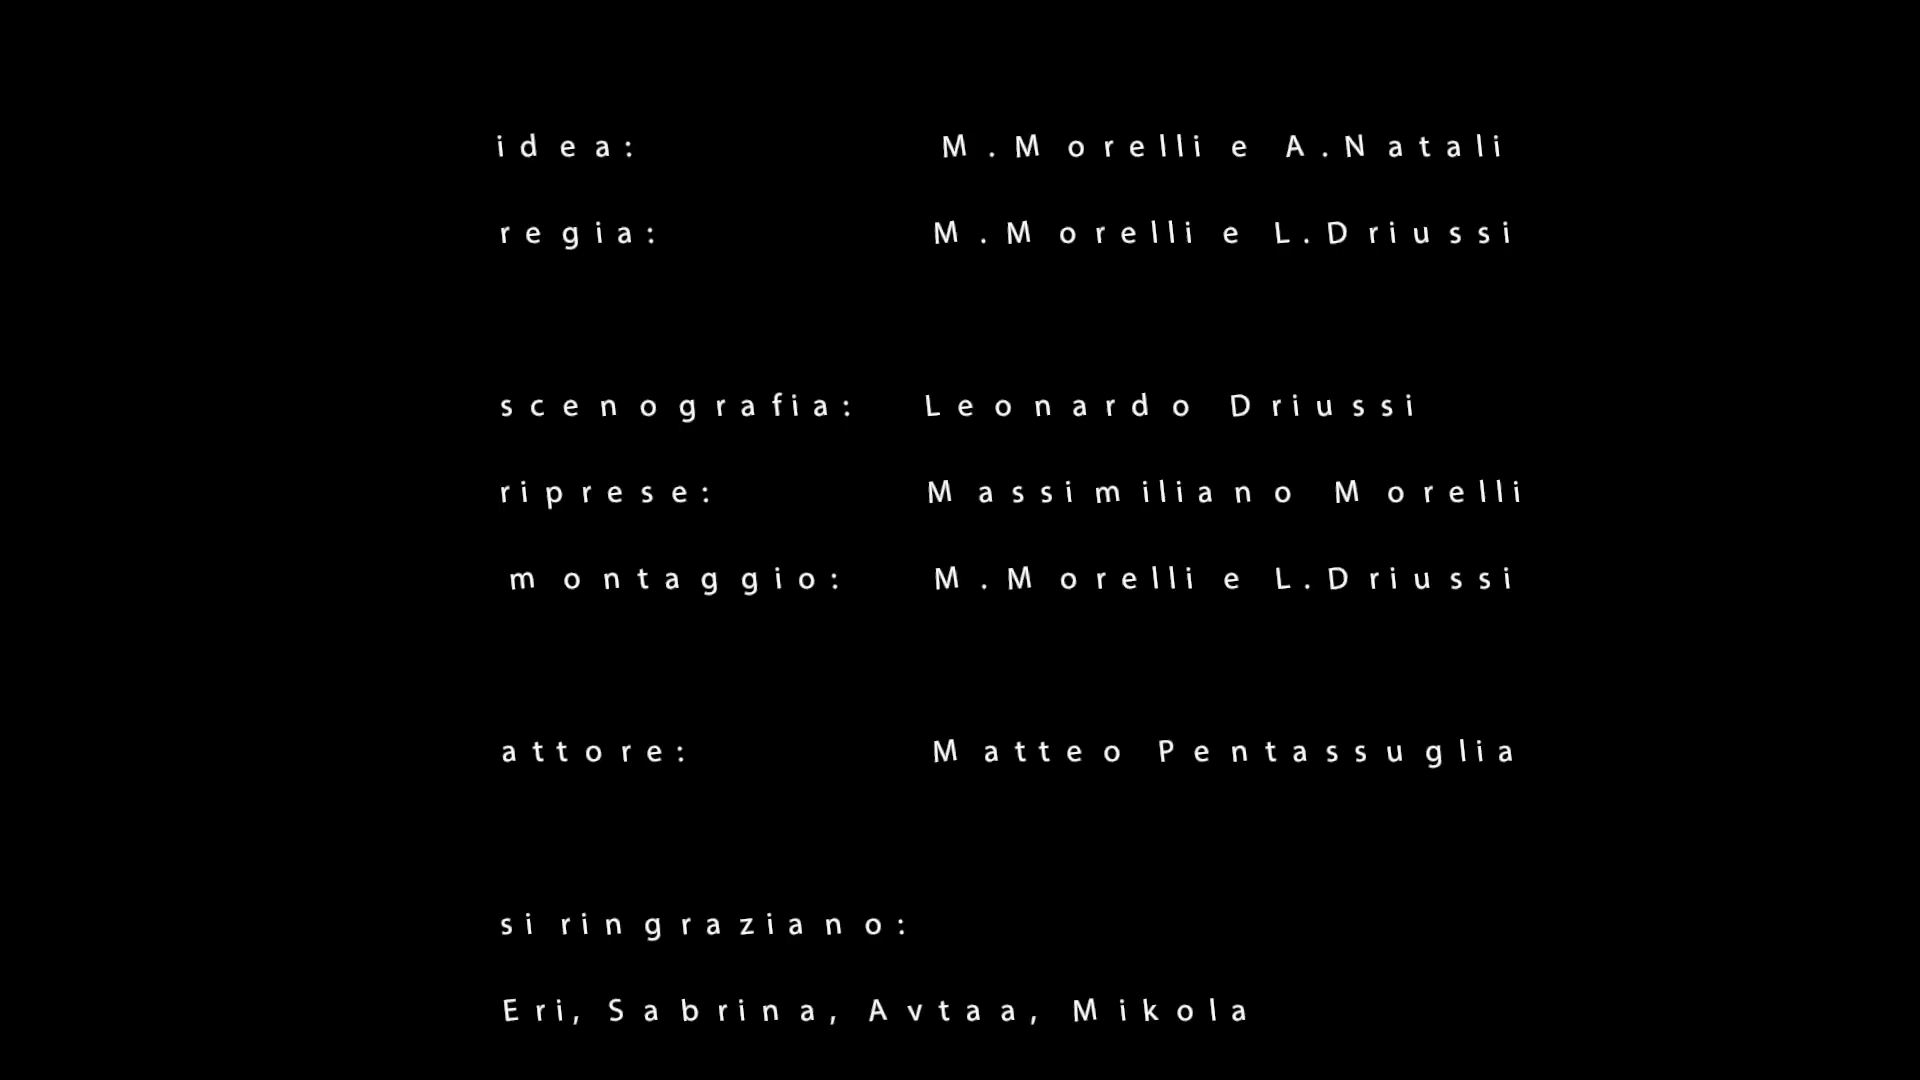 idea: M.Morelli e A.Natali
regia: M.Morelli e L.Driussi
scenografia: Leonardo Driussi
riprese: Massimiliano Morelli
montaggio: M.Morelli e L.Driussi
attore: Matteo Pentassuglia
si ringraziano:
Eri, Sabrina, Avtaa, Mikola